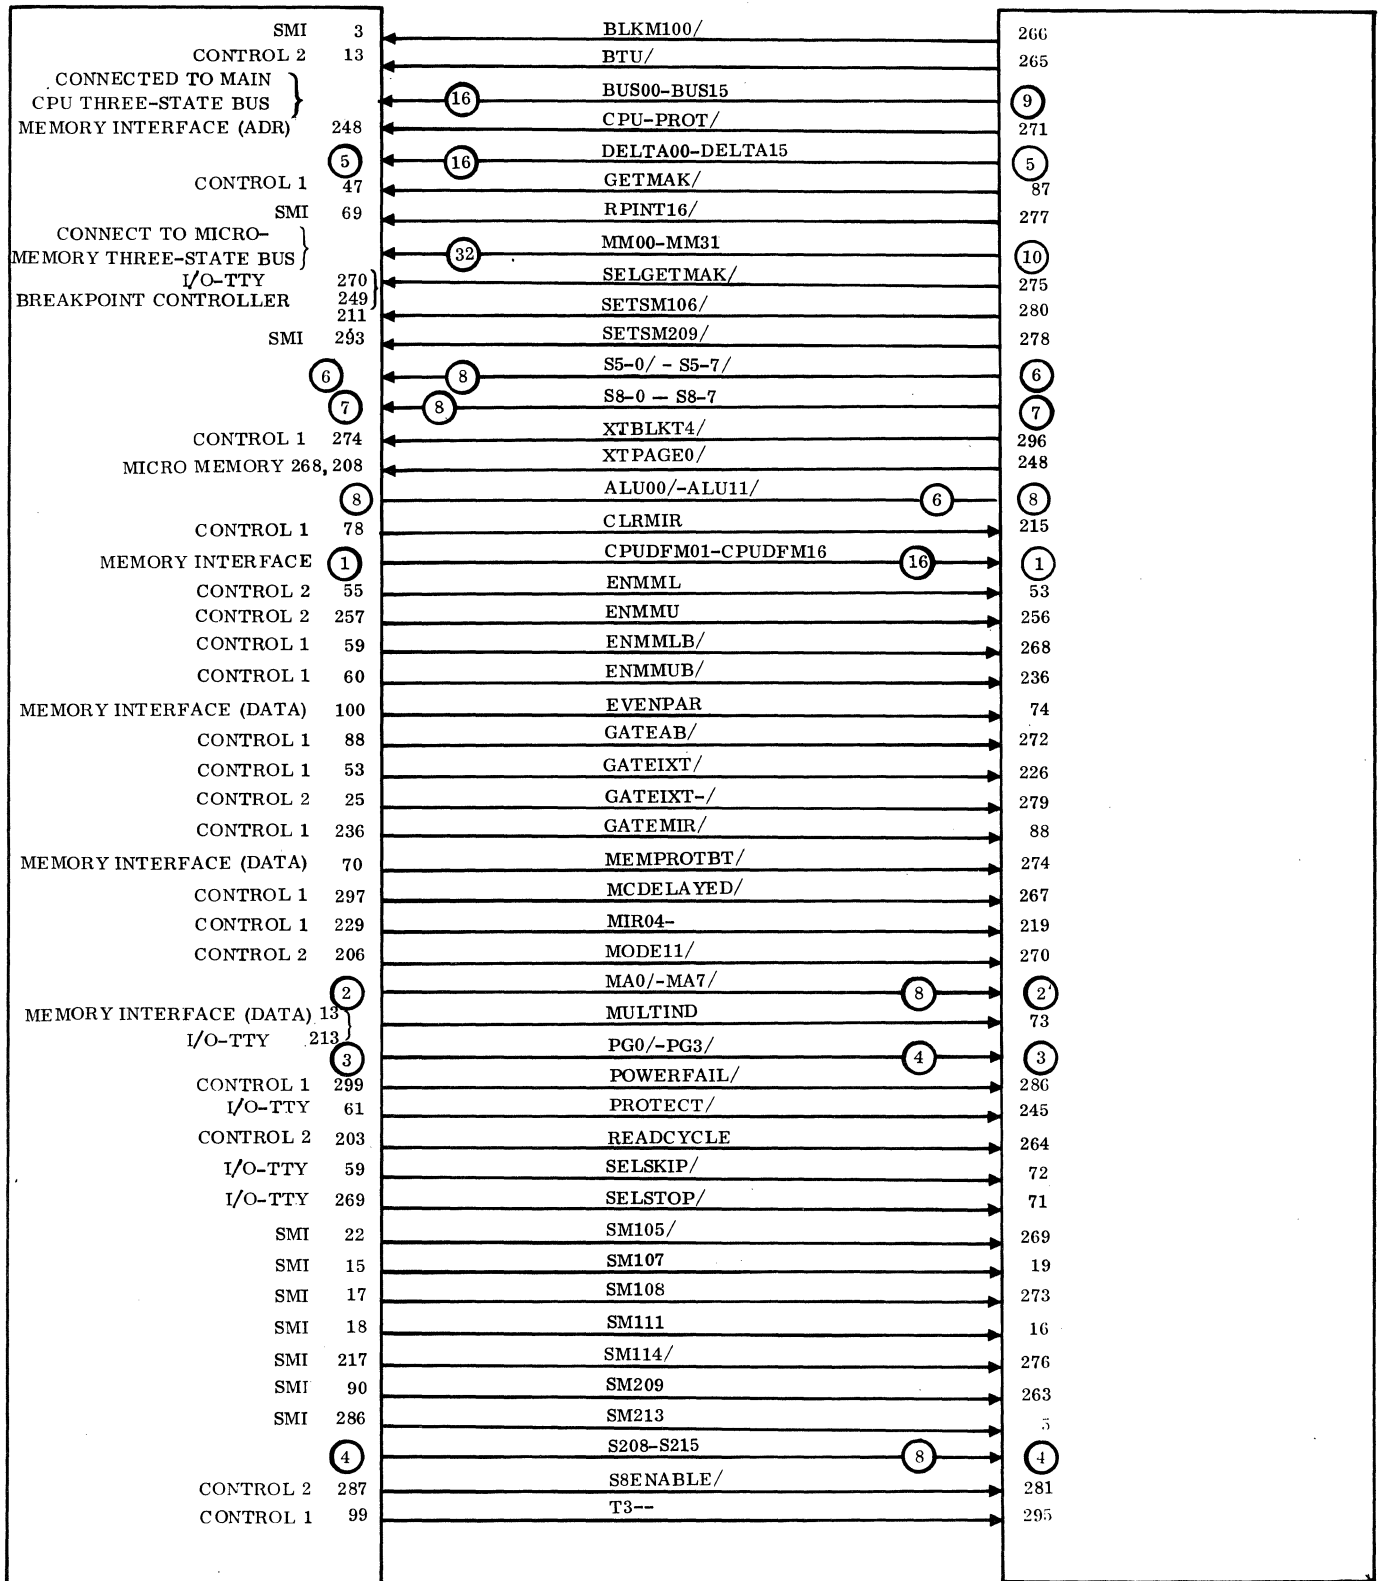 SMI 3 BLKM100/ 266
CONTROL 2 13 BTU/ 265
CONNECTED TO MAIN
CPU THREE-STATE BUS 16 BUS00-BUS15 9
MEMORY INTERFACE (ADR) 248 CPU-PROT/ 271
5 16 DELTA00-DELTA15 5
CONTROL 1 47 GETMAK/ 87
SMI 69 RPINT16/ 277
CONNECT TO MICRO-
MEMORY THREE-STATE BUS 32 MM00-MM31 10
I/O-TTY 270 SELGETMAK/ 275
BREAKPOINT CONTROLLER 249
211 SETSM106/ 280
SMI 293 SETSM209/ 278
6 8 S5-0/ - S5-7/ 6
7 8 S8-0 — S8-7 7
CONTROL 1 274 XTBLKT4/ 296
MICRO MEMORY 268, 208 XTPAGE0/ 248
8 ALU00/-ALU11/ 6 8
CONTROL 1 78 CLRMIR 215
MEMORY INTERFACE 1 CPUDFM01-CPUDFM16 16 1
CONTROL 2 55 ENMML 53
CONTROL 2 257 ENMMU 256
CONTROL 1 59 ENMMLB/ 268
CONTROL 1 60 ENMMUB/ 236
MEMORY INTERFACE (DATA) 100 EVENPAR 74
CONTROL 1 88 GATEAB/ 272
CONTROL 1 53 GATEIXT/ 226
CONTROL 2 25 GATEIXT-/ 279
CONTROL 1 236 GATEMIR/ 88
MEMORY INTERFACE (DATA) 70 MEMPROTBT/ 274
CONTROL 1 297 MCDELAYED/ 267
CONTROL 1 229 MIR04- 219
CONTROL 2 206 MODE11/ 270
2 MA0/-MA7/ 8 2
MEMORY INTERFACE (DATA) 13 MULTIND 73
I/O-TTY 213
3 PG0/-PG3/ 4 3
CONTROL 1 299 POWERFAIL/ 286
I/O-TTY 61 PROTECT/ 245
CONTROL 2 203 READCYCLE 264
I/O-TTY 59 SELSKIP/ 72
I/O-TTY 269 SELSTOP/ 71
SMI 22 SM105/ 269
SMI 15 SM107 19
SMI 17 SM108 273
SMI 18 SM111 16
SMI 217 SM114/ 276
SMI 90 SM209 263
SMI 286 SM213 5
4 S208-S215 8 4
CONTROL 2 287 S8ENABLE/ 281
CONTROL 1 99 T3-- 295